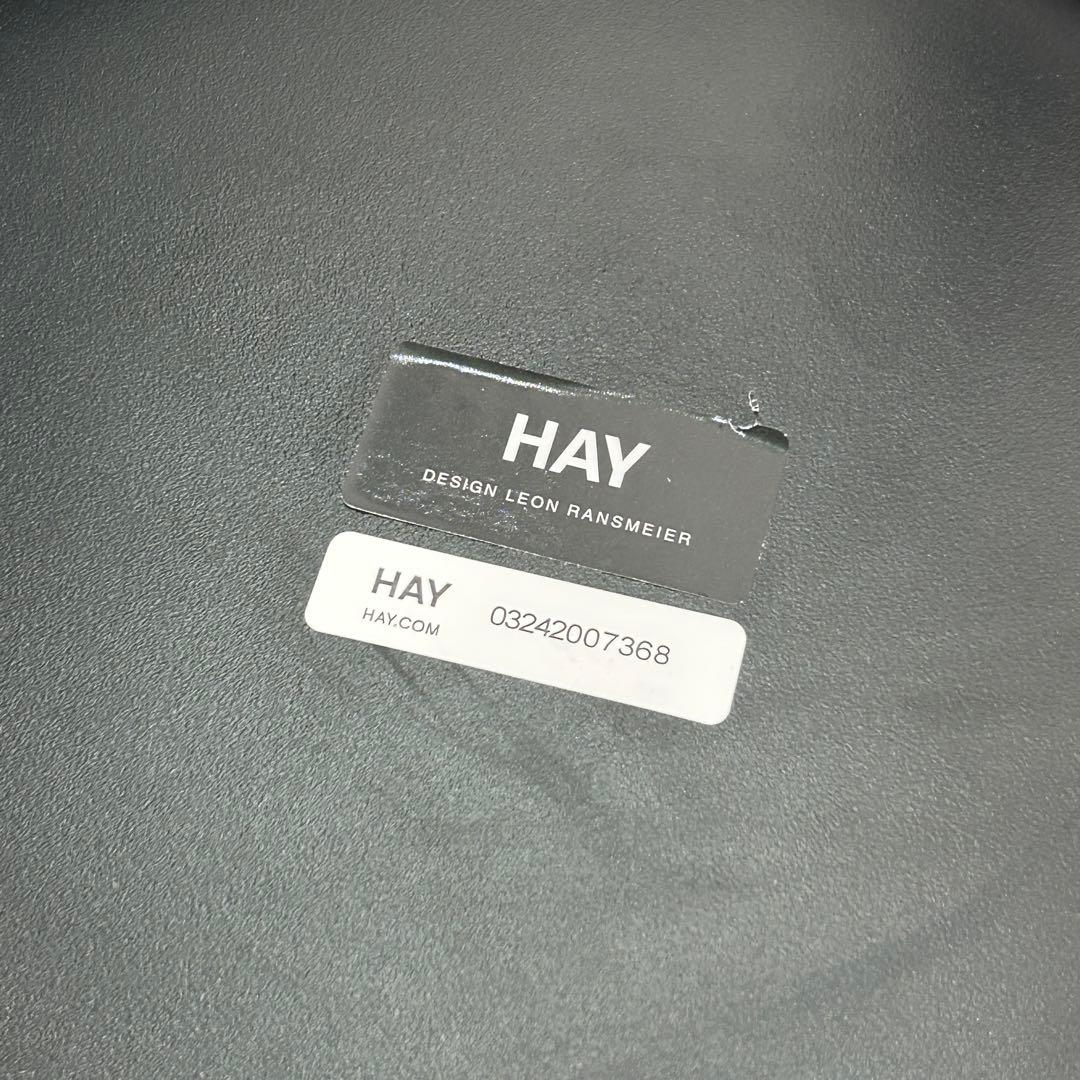 HAY
DESIGN LEON RANSMEIER
HAY
HAY.COM
03242007368